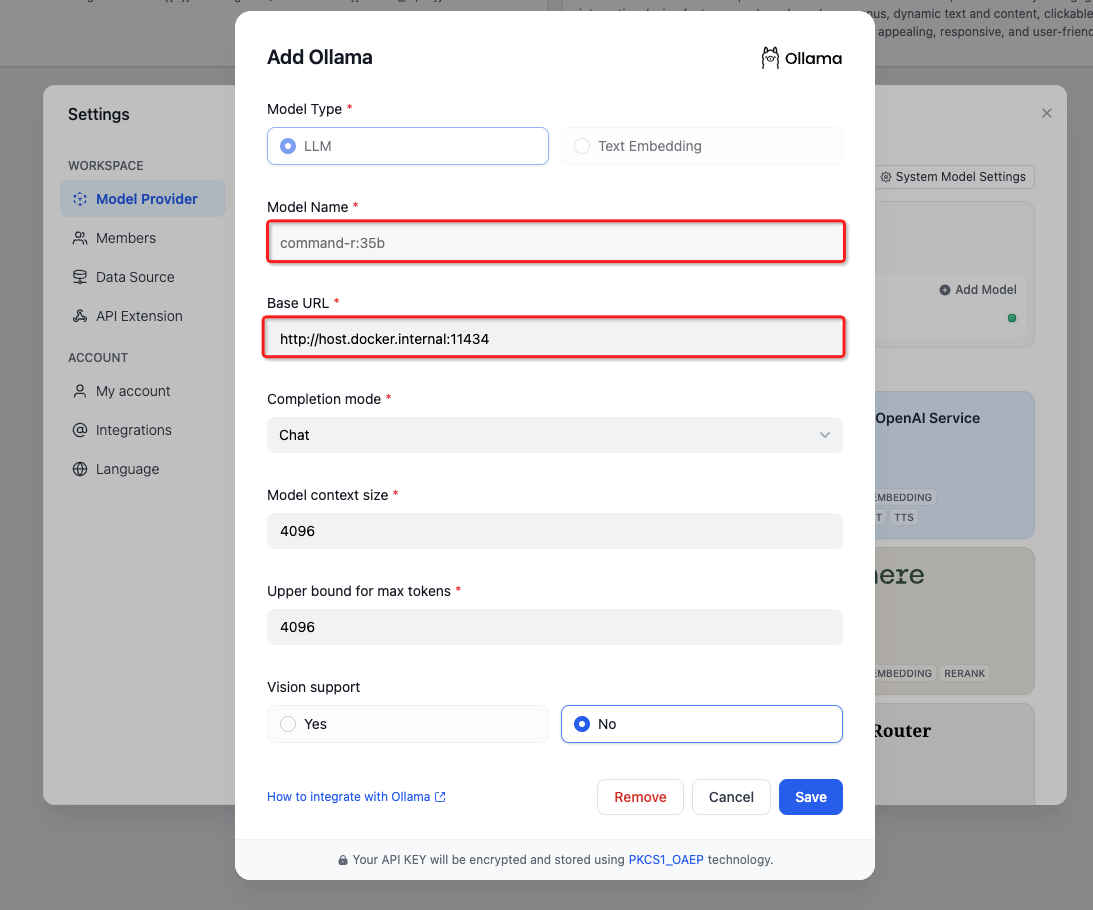 nus, dynamic text and content, clickable
appealing, responsive, and user-frien
Add Ollama
Ollama
Settings
Model Type *
LLM
Text Embedding
WORKSPACE
Model Provider
System Model Settings
Model Name *
Members
command-r:35b
Data Source
Add Model
Base URL *
API Extension
http://host.docker.internal:11434
ACCOUNT
My account
Completion mode *
OpenAI Service
Integrations
Chat
Language
Model context size *
EMBEDDING
T TTS
4096
here
Upper bound for max tokens *
4096
EMBEDDING RERANK
Vision support
Yes
No
Router
How to integrate with Ollama
Remove
Cancel
Save
Your API KEY will be encrypted and stored using PKCS1_OAEP technology.